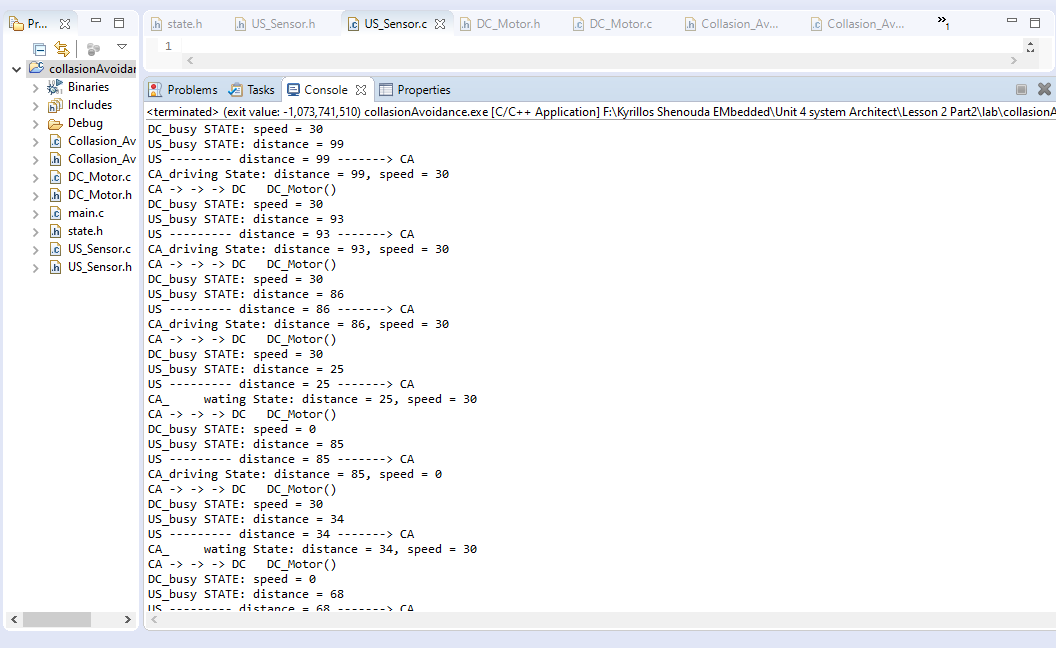 Pr...
state.h US_Sensor.h US_Sensor.c DC_Motor.h DC_Motor.c Collasion_Av... Collasion_Av... »1
collasionAvoidar
Binaries
Includes
Debug
Collasion_Av
Collasion_Av
DC_Motor.c
DC_Motor.h
main.c
state.h
US_Sensor.c
US_Sensor.h
1
Problems Tasks Console Properties
<terminated> (exit value: -1,073,741,510) collasionAvoidance.exe [C/C++ Application] F:\Kyrillos Shenouda EMbedded\Unit 4 system Architect\Lesson 2 Part2\lab\collasionA
DC_busy STATE: speed = 30
US_busy STATE: distance = 99
US --------- distance = 99 -------> CA
CA_driving State: distance = 99, speed = 30
CA -> -> -> DC   DC_Motor()
DC_busy STATE: speed = 30
US_busy STATE: distance = 93
US --------- distance = 93 -------> CA
CA_driving State: distance = 93, speed = 30
CA -> -> -> DC   DC_Motor()
DC_busy STATE: speed = 30
US_busy STATE: distance = 86
US --------- distance = 86 -------> CA
CA_driving State: distance = 86, speed = 30
CA -> -> -> DC   DC_Motor()
DC_busy STATE: speed = 30
US_busy STATE: distance = 25
US --------- distance = 25 -------> CA
CA_     wating State: distance = 25, speed = 30
CA -> -> -> DC   DC_Motor()
DC_busy STATE: speed = 0
US_busy STATE: distance = 85
US --------- distance = 85 -------> CA
CA_driving State: distance = 85, speed = 0
CA -> -> -> DC   DC_Motor()
DC_busy STATE: speed = 30
US_busy STATE: distance = 34
US --------- distance = 34 -------> CA
CA_     wating State: distance = 34, speed = 30
CA -> -> -> DC   DC_Motor()
DC_busy STATE: speed = 0
US_busy STATE: distance = 68
US --------- distance = 68 -------> CA